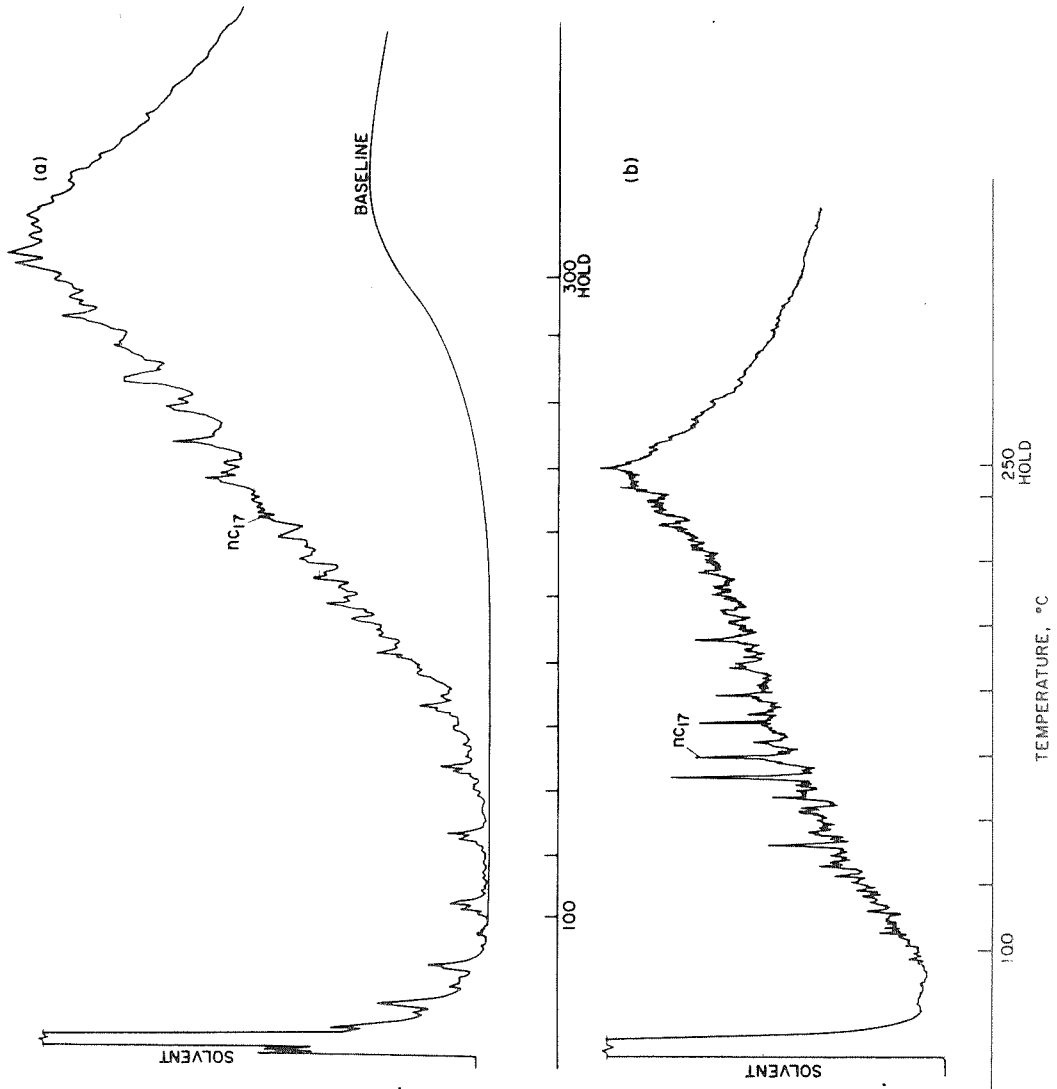 (a)
BASELINE
nC17
SOLVENT
100
300
HOLD
(b)
nC17
SOLVENT
100
250
HOLD
TEMPERATURE, °C